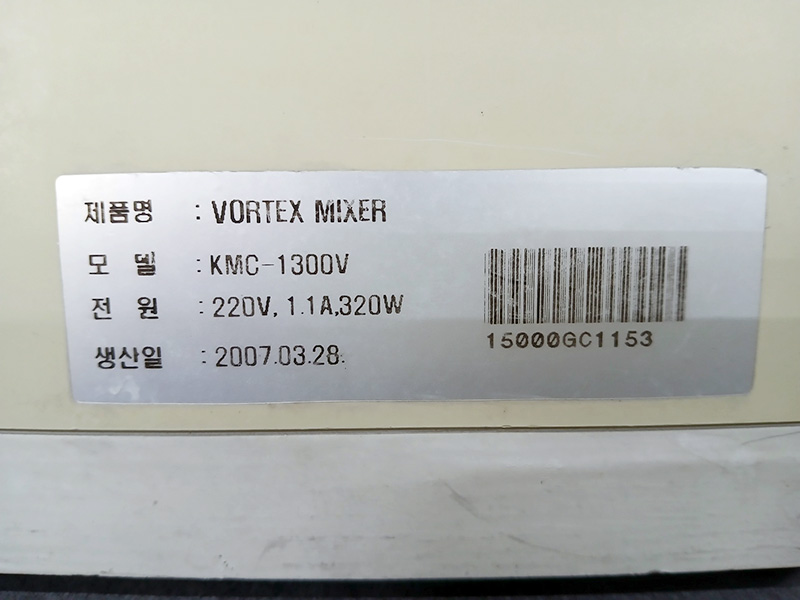 제품명 : VORTEX MIXER
모 델 : KMC-1300V
전 원 : 220V, 1.1A,320W
생산일 : 2007.03.28.
15000GC1153